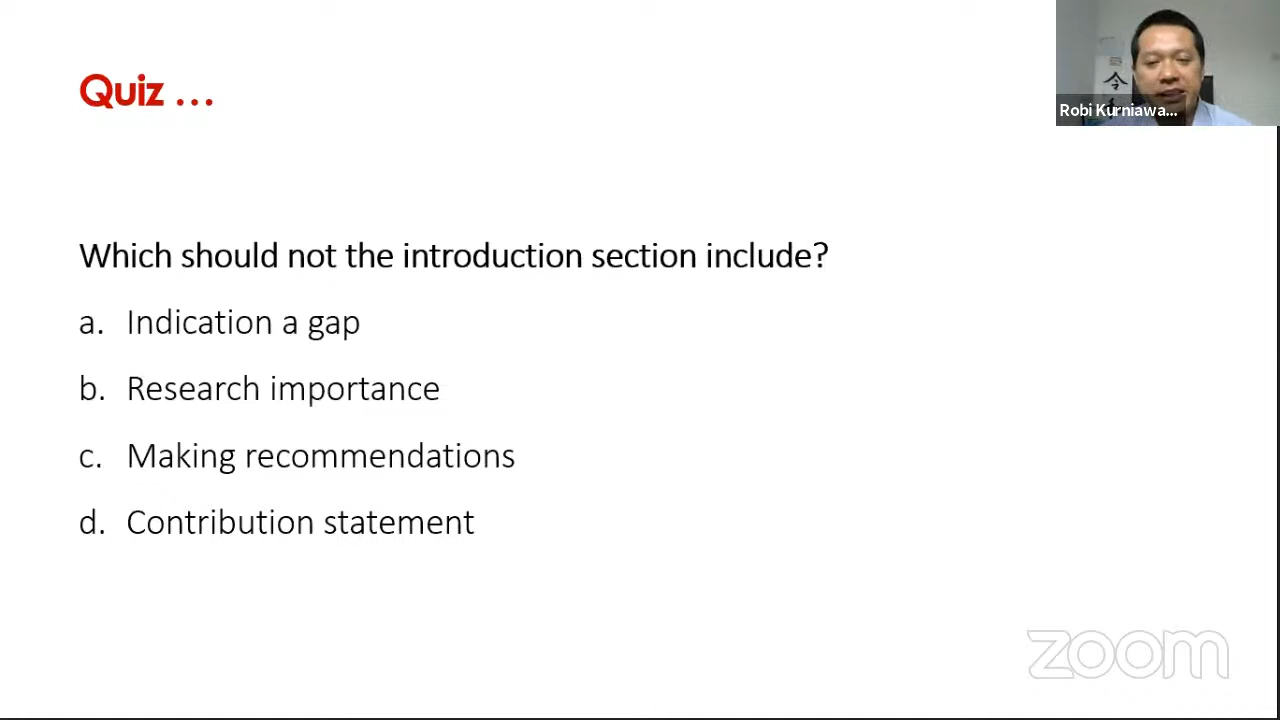 Quiz ...
Robi Kurniawa...
令
Which should not the introduction section include?
a. Indication a gap
b. Research importance
c. Making recommendations
d. Contribution statement
zoom